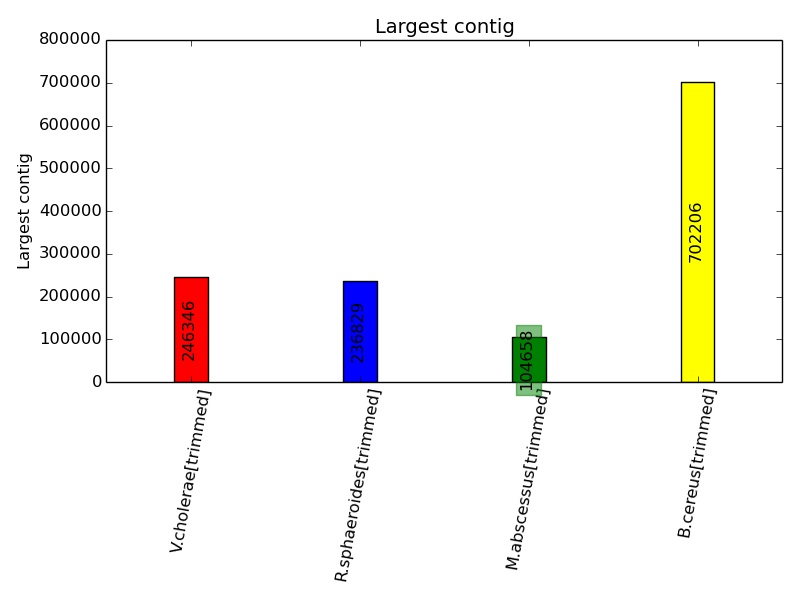 Largest contig
800000
700000
600000
500000
400000
300000
200000
100000
0
Largest contig
246346
236829
104658
702206
V.cholerae[trimmed]
R.sphaeroides[trimmed]
M.abscessus[trimmed]
B.cereus[trimmed]